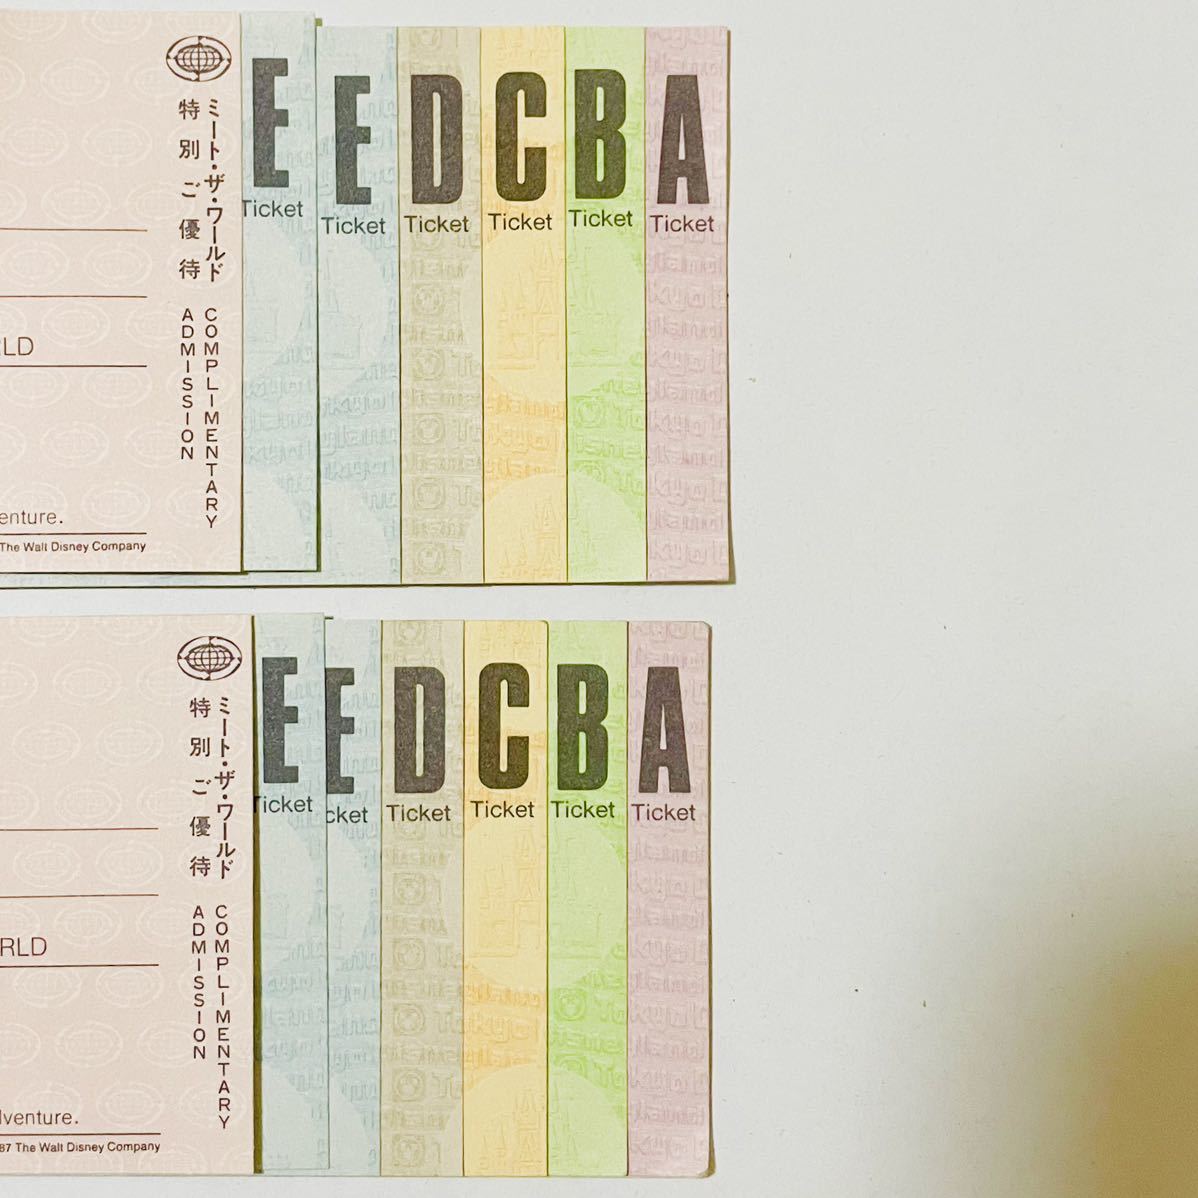 ミート・ザ・ワールド
特別ご優待
COMPLIMENTARY
ADMISSION
enture.
The Walt Disney Company
E
Ticket
E
Ticket
D
Ticket
C
Ticket
B
Ticket
A
Ticket
RLD
ミート・ザ・ワールド
特別ご優待
COMPLIMENTARY
ADMISSION
RLD
venture.
87 The Walt Disney Company
E
Ticket
E
cket
D
Ticket
C
Ticket
B
Ticket
A
Ticket